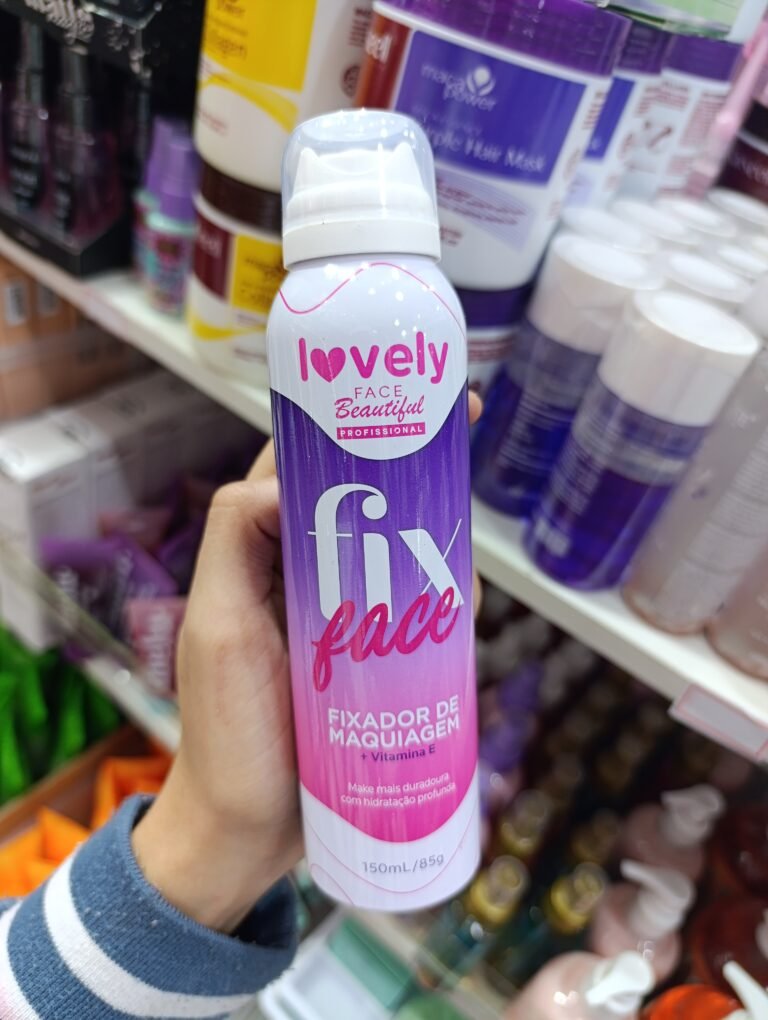 lovely
FACE
Beautiful
PROFISSIONAL
fix
face
FIXADOR DE
MAQUIAGEM
+ Vitamina E
Make mais duradoura
com hidratação profunda
150mL/85g
maçã
power
Hair Mask